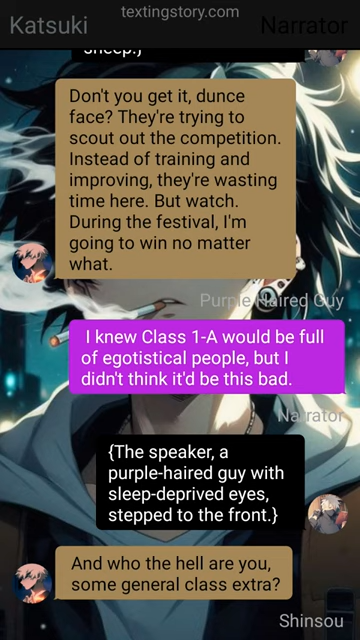 textingstory.com
Katsuki
Narrator
sheep.}
Don't you get it, dunce
face? They're trying to
scout out the competition.
Instead of training and
improving, they're wasting
time here. But watch.
During the festival, I'm
going to win no matter
what.
Purple Haired Guy
I knew Class 1-A would be full
of egotistical people, but I
didn't think it'd be this bad.
Narrator
{The speaker, a
purple-haired guy with
sleep-deprived eyes,
stepped to the front.}
And who the hell are you,
some general class extra?
Shinsou